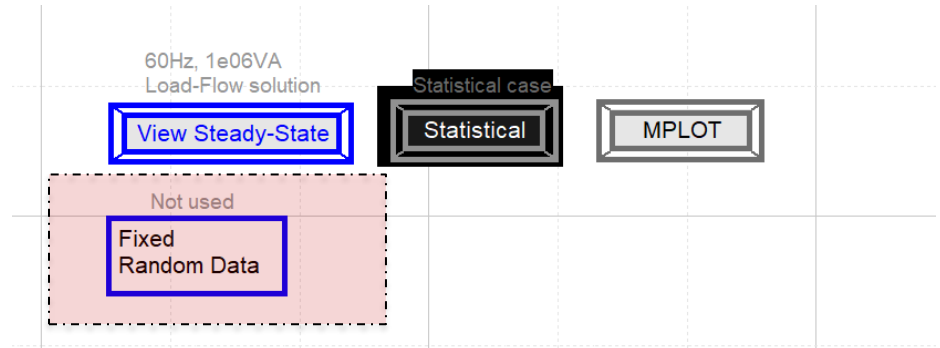 60Hz, 1e06VA
Load-Flow solution
View Steady-State
Statistical case
Statistical
MPLOT
Not used
Fixed
Random Data